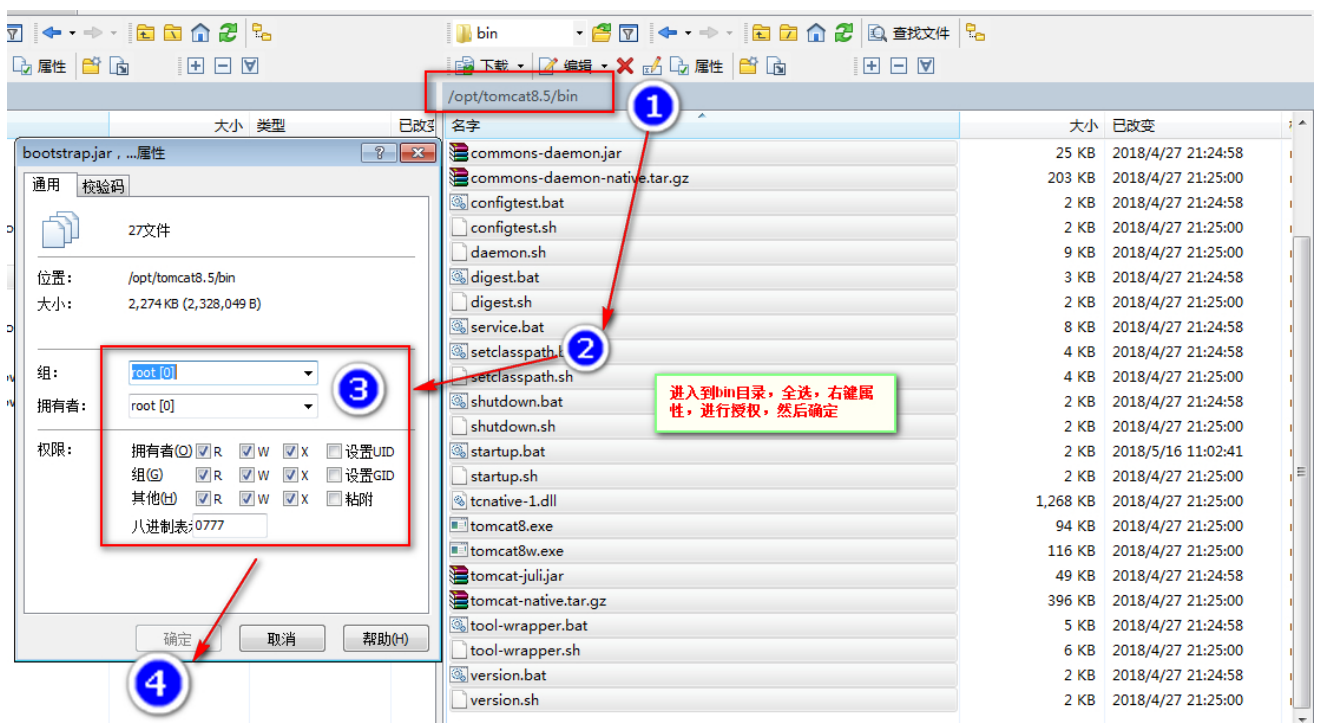 bin
查找文件
属性
下载
编辑
属性
/opt/tomcat8.5/bin
1
大小 类型 已改变
名字 大小 已改变
bootstrap.jar，...属性
通用 校验码
27文件
位置： /opt/tomcat8.5/bin
大小： 2,274 KB (2,328,049 B)
组： root [0]
拥有者： root [0]
3
权限： 拥有者(O) R W X 设置UID
组(G) R W X 设置GID
其他(H) R W X 粘附
八进制表: 0777
确定 取消 帮助(H)
4
commons-daemon.jar 25 KB 2018/4/27 21:24:58
commons-daemon-native.tar.gz 203 KB 2018/4/27 21:25:00
configtest.bat 2 KB 2018/4/27 21:24:58
configtest.sh 2 KB 2018/4/27 21:25:00
daemon.sh 9 KB 2018/4/27 21:25:00
digest.bat 3 KB 2018/4/27 21:24:58
digest.sh 2 KB 2018/4/27 21:25:00
service.bat 8 KB 2018/4/27 21:24:58
setclasspath.b 4 KB 2018/4/27 21:24:58
2
setclasspath.sh 4 KB 2018/4/27 21:25:00
shutdown.bat 2 KB 2018/4/27 21:24:58
shutdown.sh 2 KB 2018/4/27 21:25:00
startup.bat 2 KB 2018/5/16 11:02:41
startup.sh 2 KB 2018/4/27 21:25:00
tcnative-1.dll 1,268 KB 2018/4/27 21:25:00
tomcat8.exe 94 KB 2018/4/27 21:25:00
tomcat8w.exe 116 KB 2018/4/27 21:25:00
tomcat-juli.jar 49 KB 2018/4/27 21:24:58
tomcat-native.tar.gz 396 KB 2018/4/27 21:25:00
tool-wrapper.bat 5 KB 2018/4/27 21:24:58
tool-wrapper.sh 6 KB 2018/4/27 21:25:00
version.bat 2 KB 2018/4/27 21:24:58
version.sh 2 KB 2018/4/27 21:25:00
进入到bin目录，全选，右键属
性，进行授权，然后确定